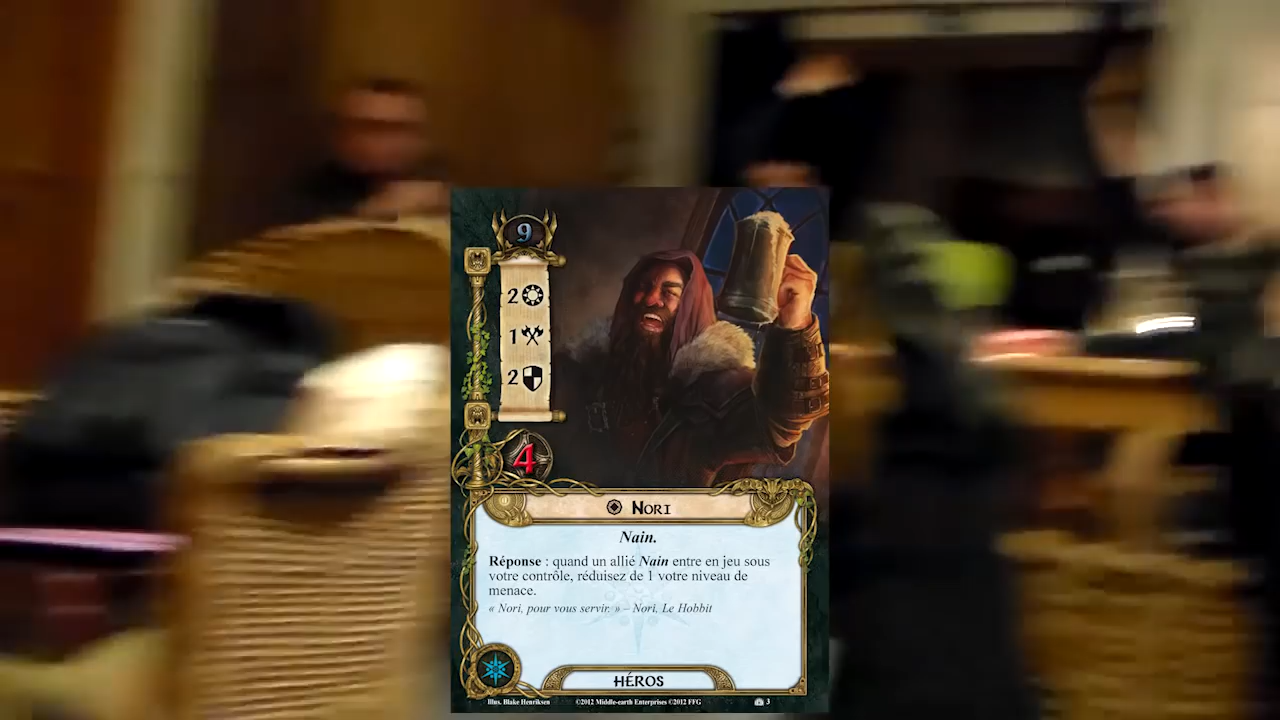 9
2
1
2
4
Nori
Nain.
Réponse : quand un allié Nain entre en jeu sous
votre contrôle, réduisez de 1 votre niveau de
menace.
« Nori, pour vous servir. » – Nori, Le Hobbit
HÉROS
Illus. Blake Henriksen ©2012 Middle-earth Enterprises ©2012 FFG 3